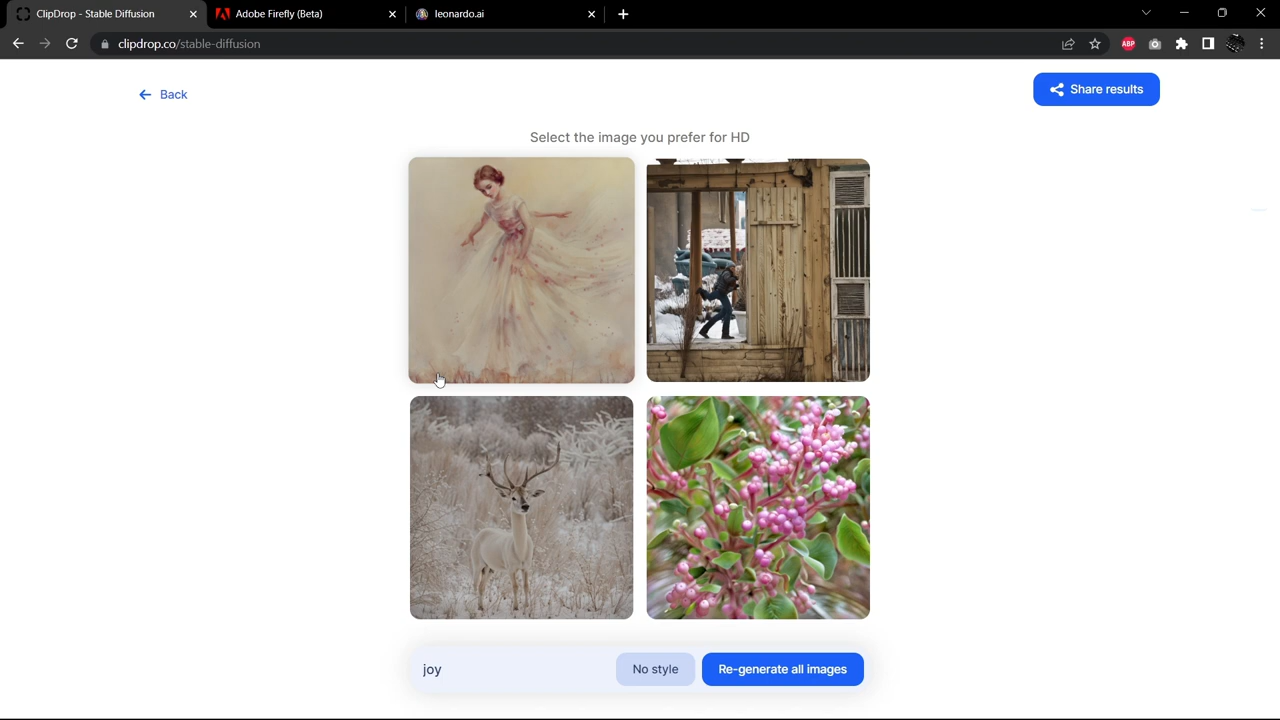 ClipDrop - Stable Diffusion
Adobe Firefly (Beta)
leonardo.ai
clipdrop.co/stable-diffusion
ABP
Back
Share results
Select the image you prefer for HD
joy
No style
Re-generate all images